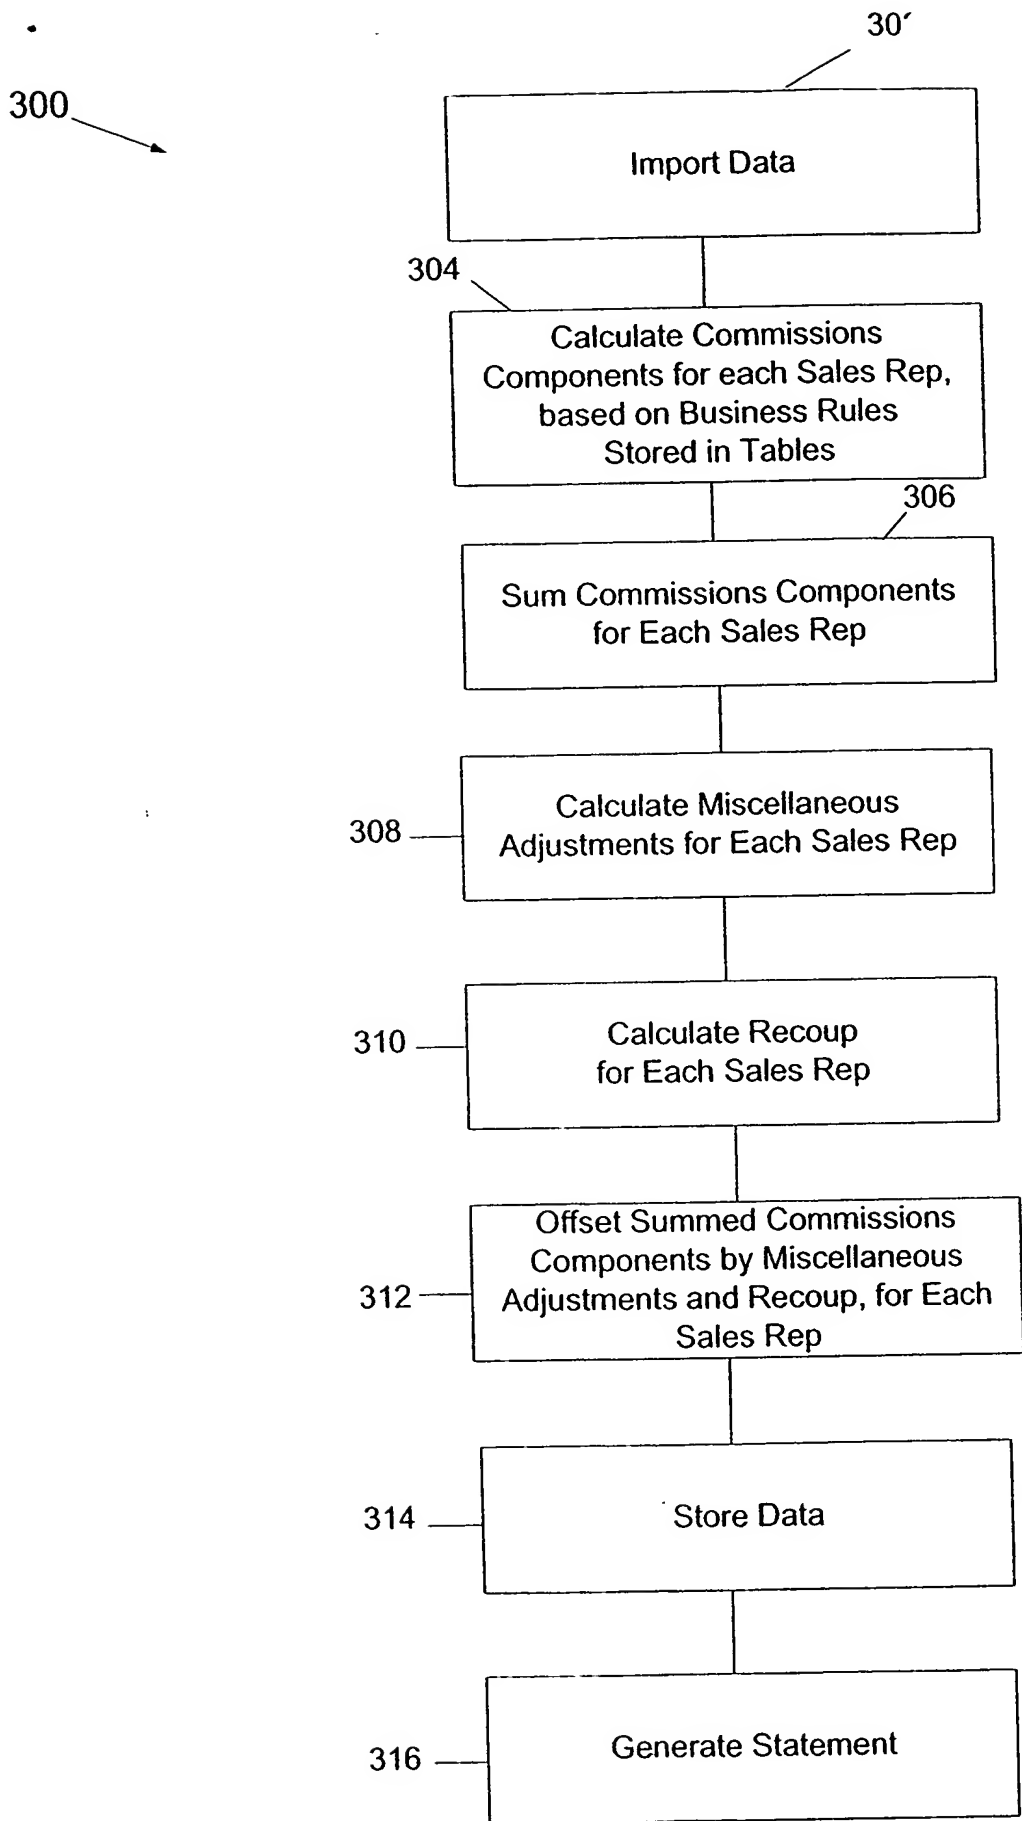 300
30
Import Data
304
Calculate Commissions
Components for each Sales Rep,
based on Business Rules
Stored in Tables
306
Sum Commissions Components
for Each Sales Rep
308
Calculate Miscellaneous
Adjustments for Each Sales Rep
310
Calculate Recoup
for Each Sales Rep
312
Offset Summed Commissions
Components by Miscellaneous
Adjustments and Recoup, for Each
Sales Rep
314
Store Data
316
Generate Statement